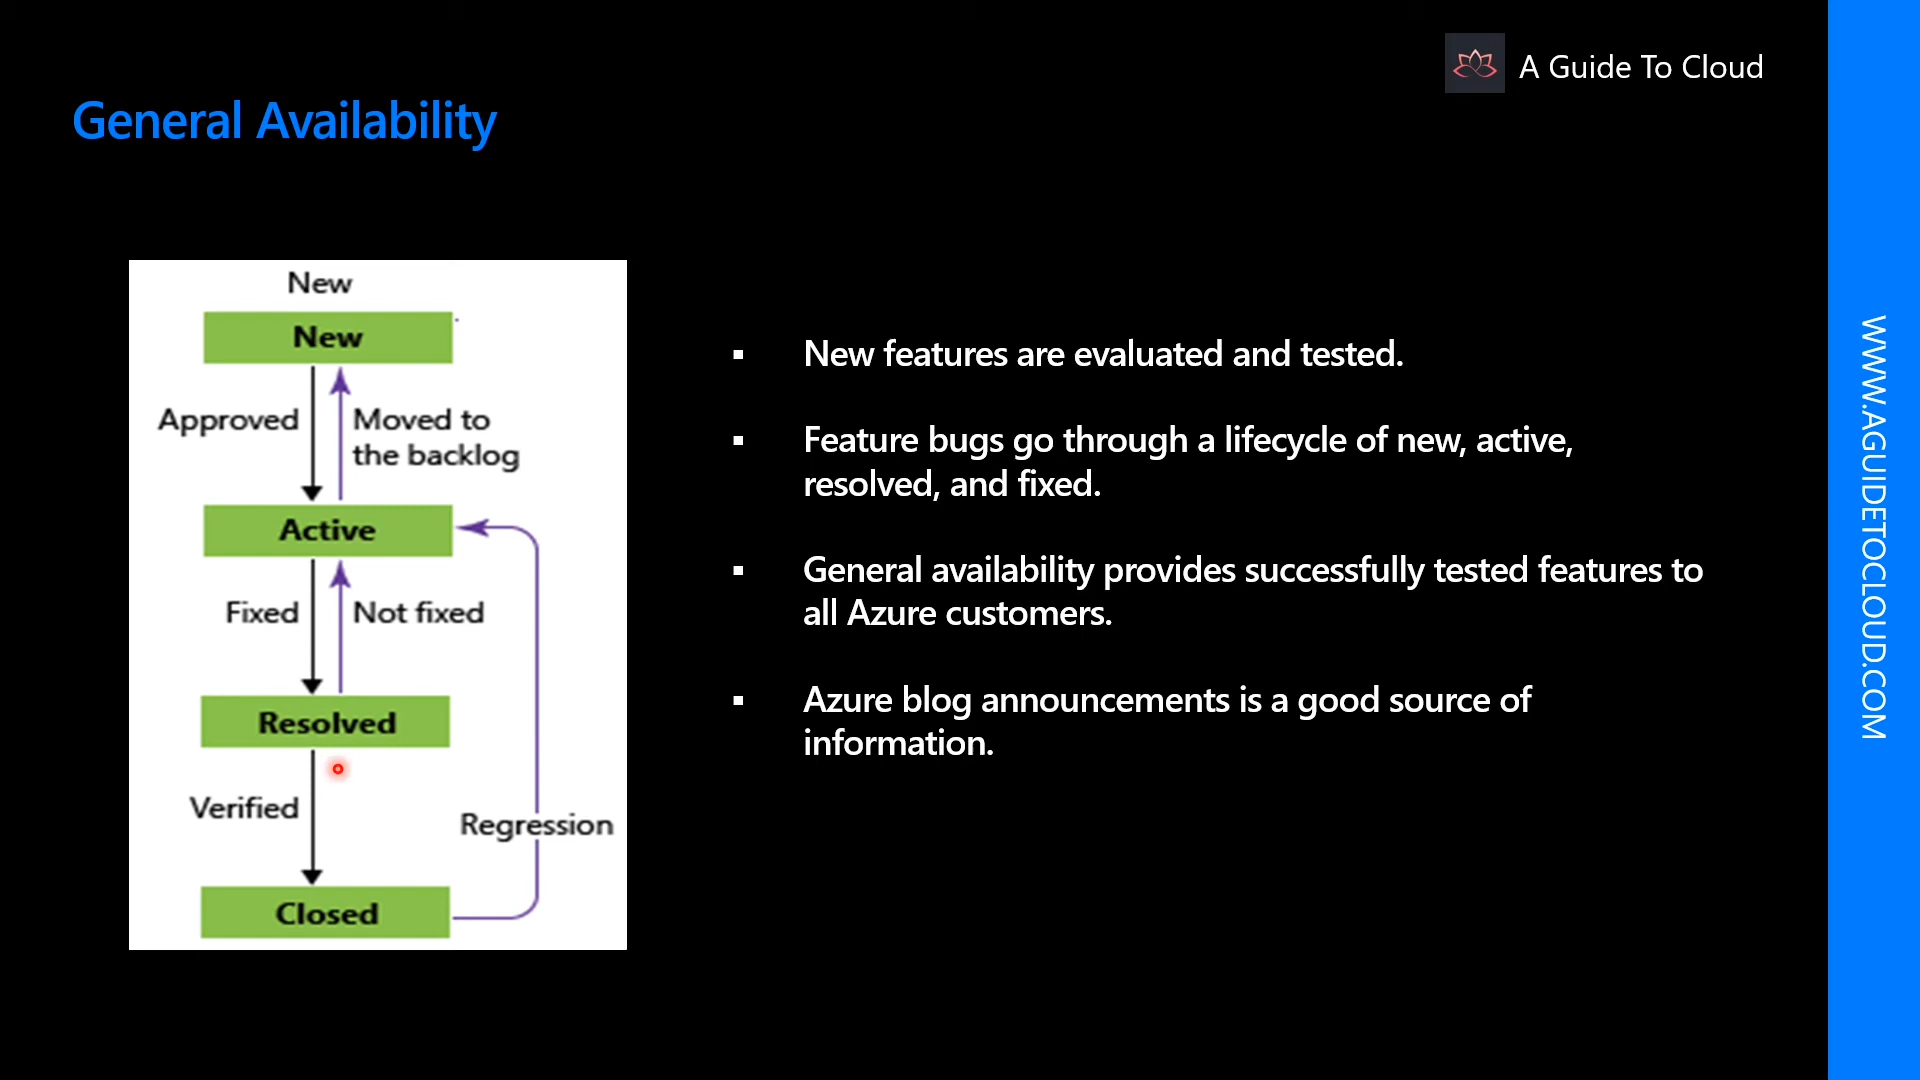 A Guide To Cloud
General Availability
New
New
Approved
Moved to
the backlog
Active
Fixed
Not fixed
Resolved
Verified
Regression
Closed
▪ New features are evaluated and tested.
▪ Feature bugs go through a lifecycle of new, active,
resolved, and fixed.
▪ General availability provides successfully tested features to
all Azure customers.
▪ Azure blog announcements is a good source of
information.
WWW.AGUIDETOCLOUD.COM